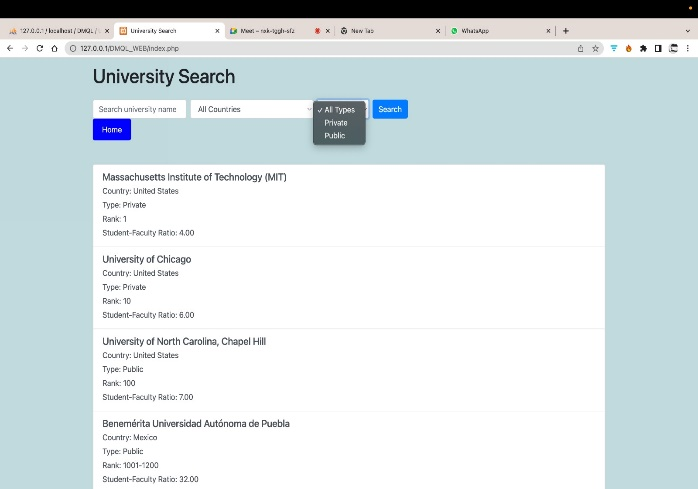 127.0.0.1 / localhost / DMQL /
University Search
Meet – nxk-tggh-sfz
New Tab
WhatsApp
127.0.0.1/DMQL_WEB/index.php
University Search
Search university name
All Countries
✓ All Types
Private
Public
Search
Home
Massachusetts Institute of Technology (MIT)
Country: United States
Type: Private
Rank: 1
Student-Faculty Ratio: 4.00
University of Chicago
Country: United States
Type: Private
Rank: 10
Student-Faculty Ratio: 6.00
University of North Carolina, Chapel Hill
Country: United States
Type: Public
Rank: 100
Student-Faculty Ratio: 7.00
Benemérita Universidad Autónoma de Puebla
Country: Mexico
Type: Public
Rank: 1001-1200
Student-Faculty Ratio: 32.00